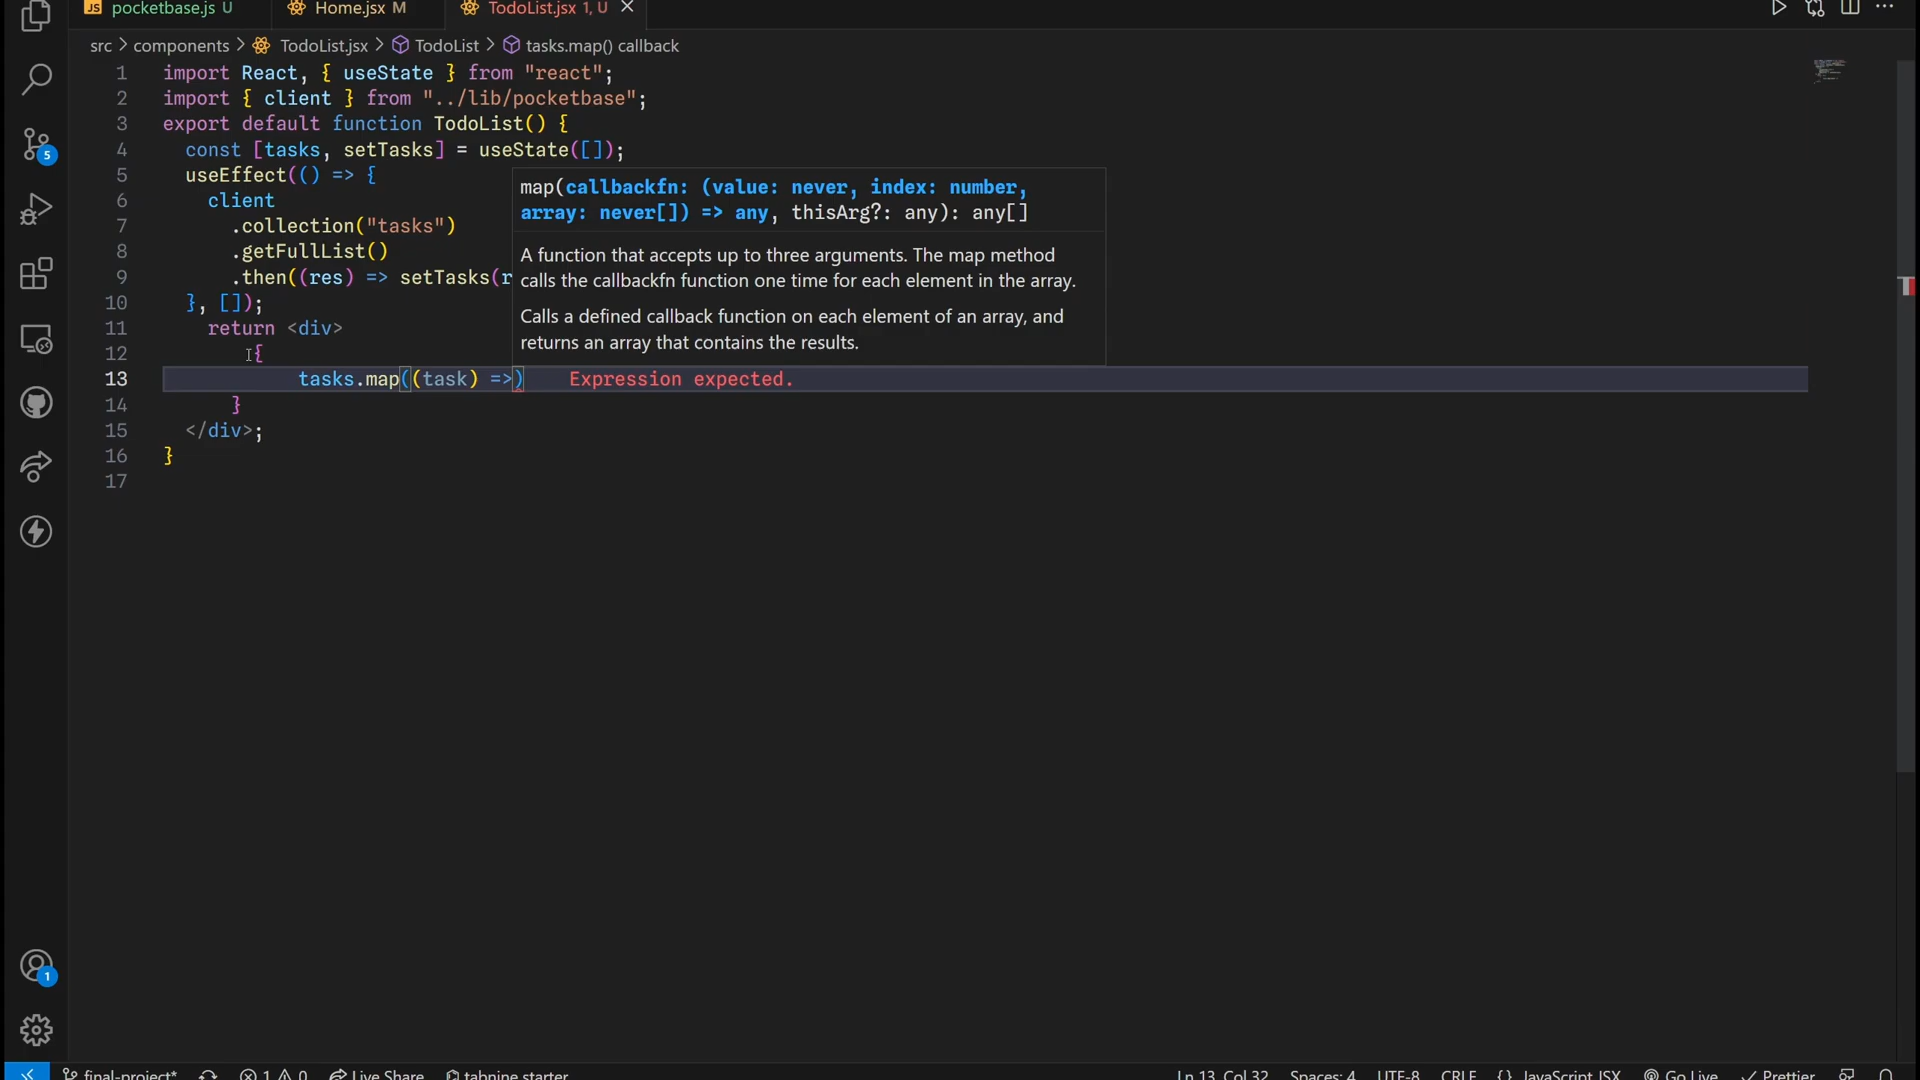 JS pocketbase.js U
Home.jsx M
TodoList.jsx 1, U
src > components > TodoList.jsx > TodoList > tasks.map() callback
1 import React, { useState } from "react";
2 import { client } from "../lib/pocketbase";
3 export default function TodoList() {
4 const [tasks, setTasks] = useState([]);
5 useEffect(() => {
6 client
7 .collection("tasks")
8 .getFullList()
9 .then((res) => setTasks(r
10 }, []);
11 return <div>
12 {
13 tasks.map((task) =>) Expression expected.
14 }
15 </div>;
16 }
17
map(callbackfn: (value: never, index: number,
array: never[]) => any, thisArg?: any): any[]
A function that accepts up to three arguments. The map method
calls the callbackfn function one time for each element in the array.
Calls a defined callback function on each element of an array, and
returns an array that contains the results.
5
1
final-project* 1 0 Live Share tabnine starter Ln 13, Col 32 Spaces: 4 UTF-8 CRLF {} JavaScript JSX Go Live Prettier